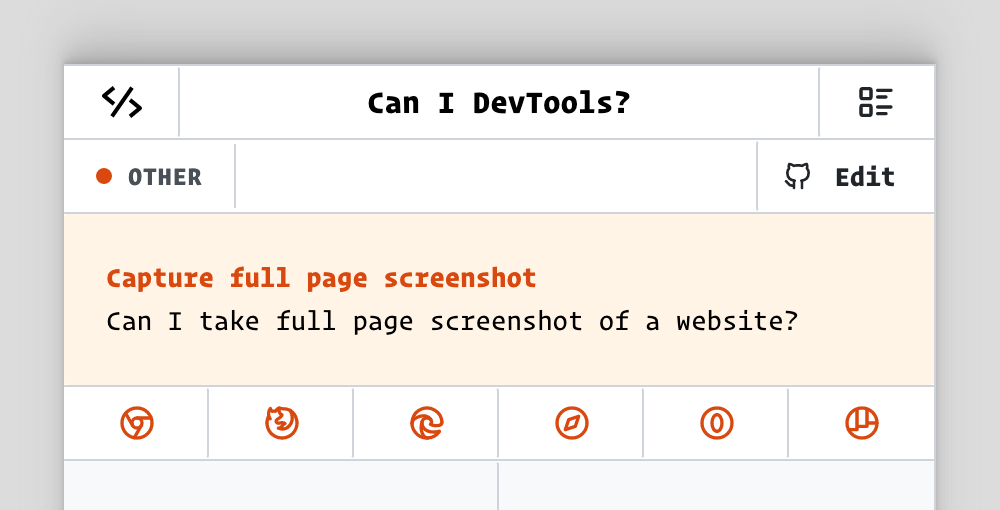 Can I DevTools?
OTHER
Edit
Capture full page screenshot
Can I take full page screenshot of a website?